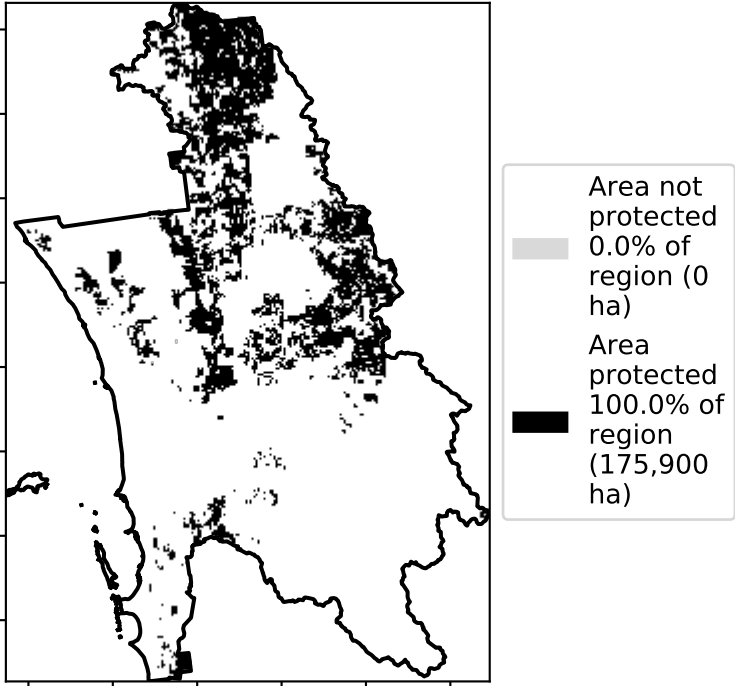 Area not
protected
0.0% of
region (0
ha)
Area
protected
100.0% of
region
(175,900
ha)